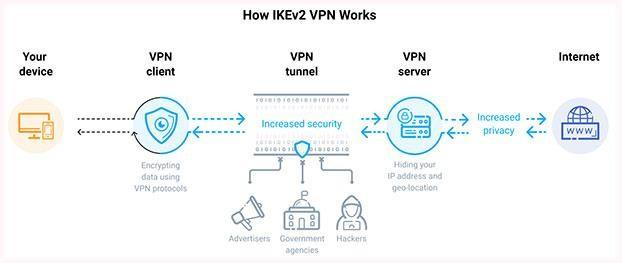 How IKEv2 VPN Works
Your
device
VPN
client
VPN
tunnel
VPN
server
Internet
Increased security
Increased
privacy
WWW
Encrypting
data using
VPN protocols
Hiding your
IP address and
geo-location
Advertisers
Government
agencies
Hackers